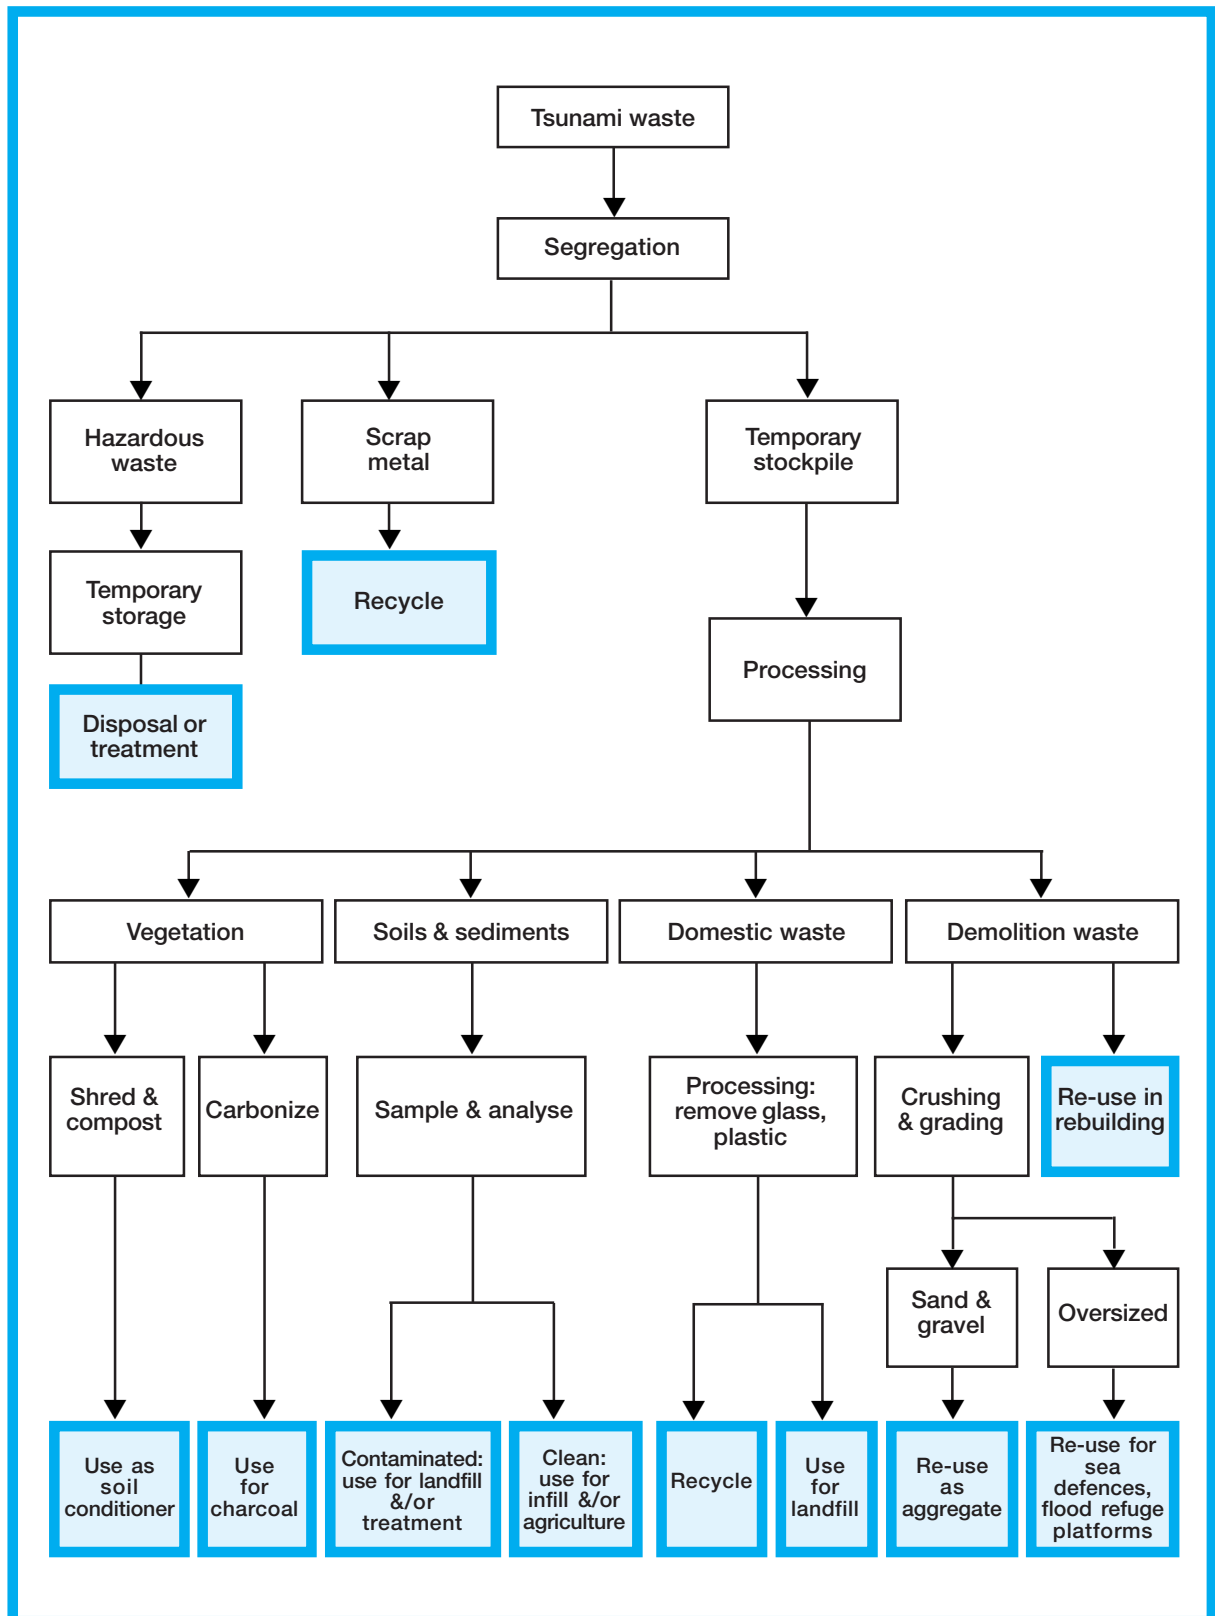 Tsunami waste
Segregation
Hazardous
waste
Scrap
metal
Temporary
stockpile
Temporary
storage
Recycle
Processing
Disposal or
treatment
Vegetation
Soils & sediments
Domestic waste
Demolition waste
Shred &
compost
Carbonize
Sample & analyse
Processing:
remove glass,
plastic
Crushing
& grading
Re-use in
rebuilding
Sand &
gravel
Oversized
Use as
soil
conditioner
Use
for
charcoal
Contaminated:
use for landfill
&/or
treatment
Clean:
use for
infill &/or
agriculture
Recycle
Use
for
landfill
Re-use
as
aggregate
Re-use for
sea
defences,
flood refuge
platforms